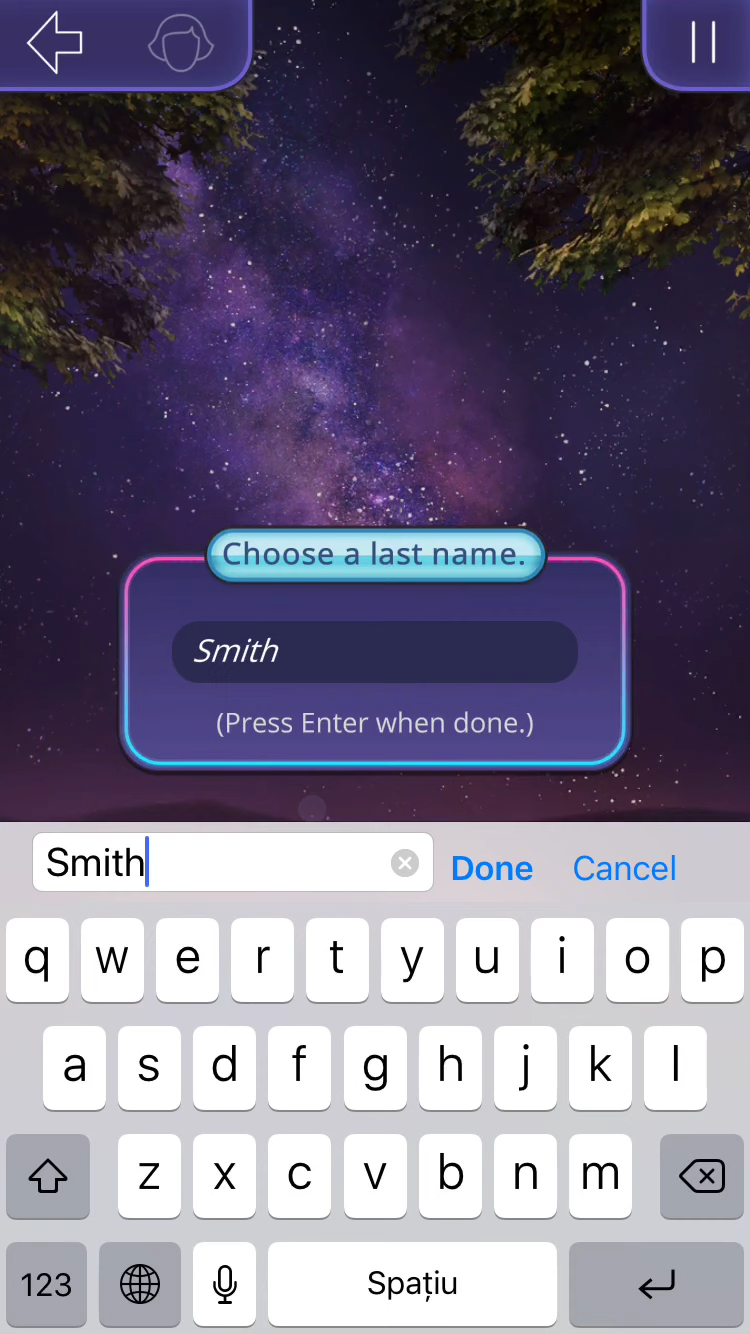 Choose a last name.
Smith
(Press Enter when done.)
Smith Done Cancel
q w e r t y u i o p
a s d f g h j k l
z x c v b n m
123 Spațiu